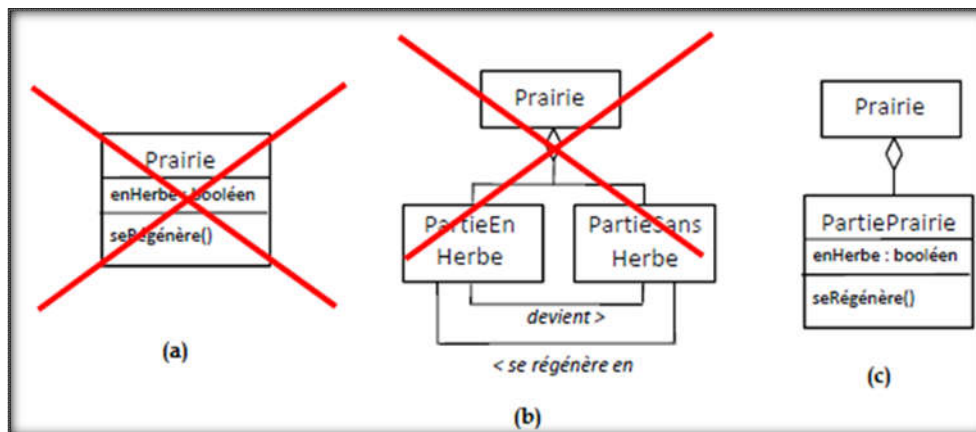 Prairie
enHerbe : booléen
seRégénère()
(a)
Prairie
PartieEn
Herbe
PartieSans
Herbe
devient >
< se régénère en
(b)
Prairie
PartiePrairie
enHerbe : booléen
seRégénère()
(c)